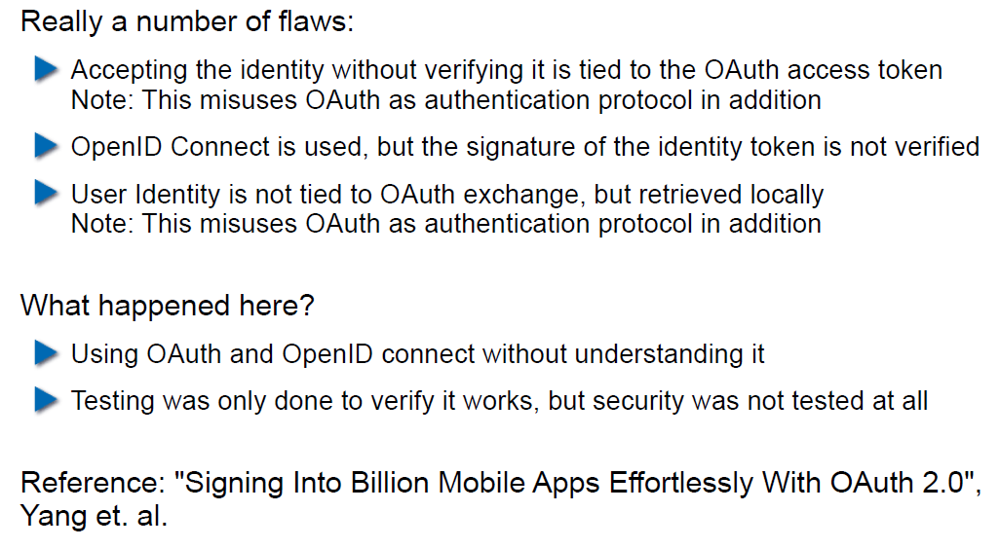 Really a number of flaws:
Accepting the identity without verifying it is tied to the OAuth access token
Note: This misuses OAuth as authentication protocol in addition
OpenID Connect is used, but the signature of the identity token is not verified
User Identity is not tied to OAuth exchange, but retrieved locally
Note: This misuses OAuth as authentication protocol in addition
What happened here?
Using OAuth and OpenID connect without understanding it
Testing was only done to verify it works, but security was not tested at all
Reference: "Signing Into Billion Mobile Apps Effortlessly With OAuth 2.0",
Yang et. al.